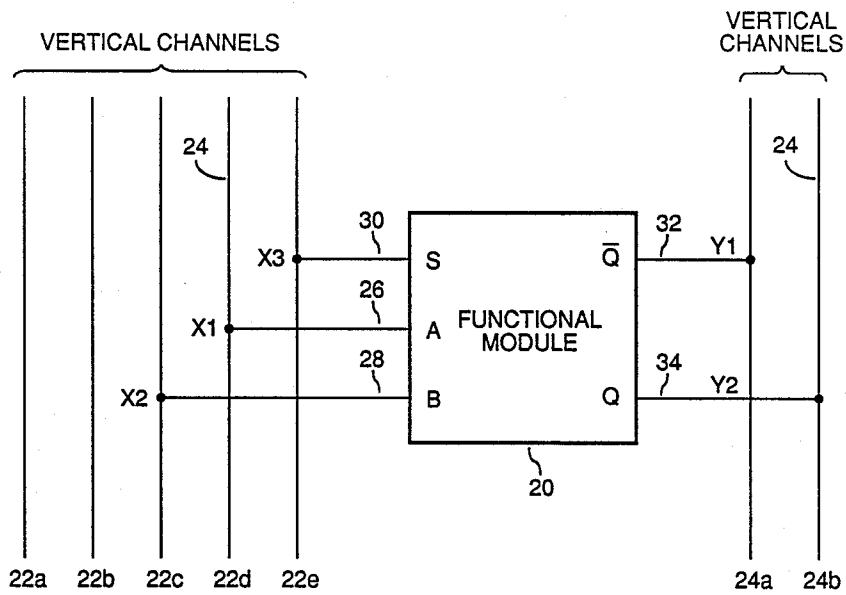 VERTICAL CHANNELS
VERTICAL
CHANNELS
24
24
30
32
X3
S
Q̅
Y1
26
X1
A
FUNCTIONAL
MODULE
28
34
X2
B
Q
Y2
20
22a 22b 22c 22d 22e 24a 24b